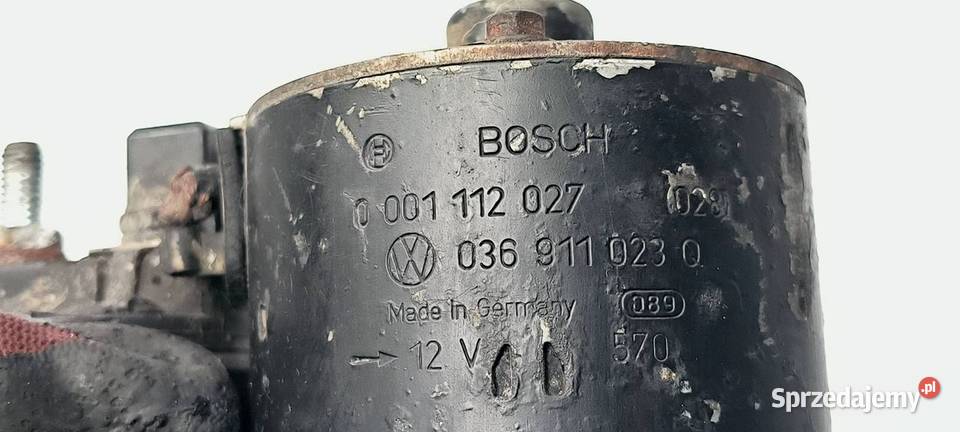 BOSCH
0 001 112 027 028
036 911 023 Q
Made in Germany 089
12 V 570
Sprzedajemy.pl